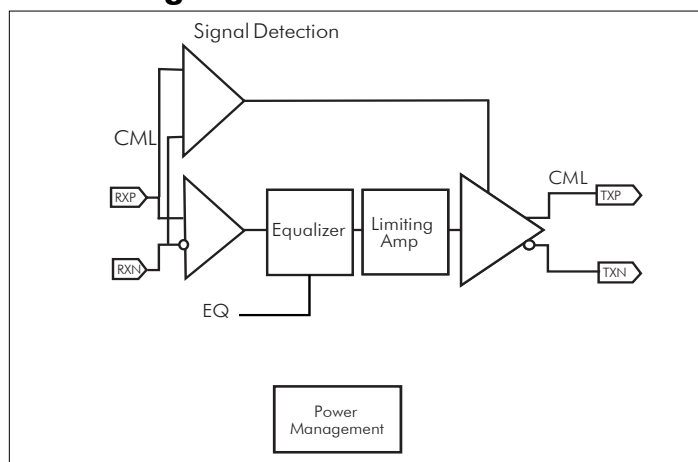 Signal Detection
CML
RXP
RXN
Equalizer
Limiting
Amp
EQ
CML
TXP
TXN
Power
Management